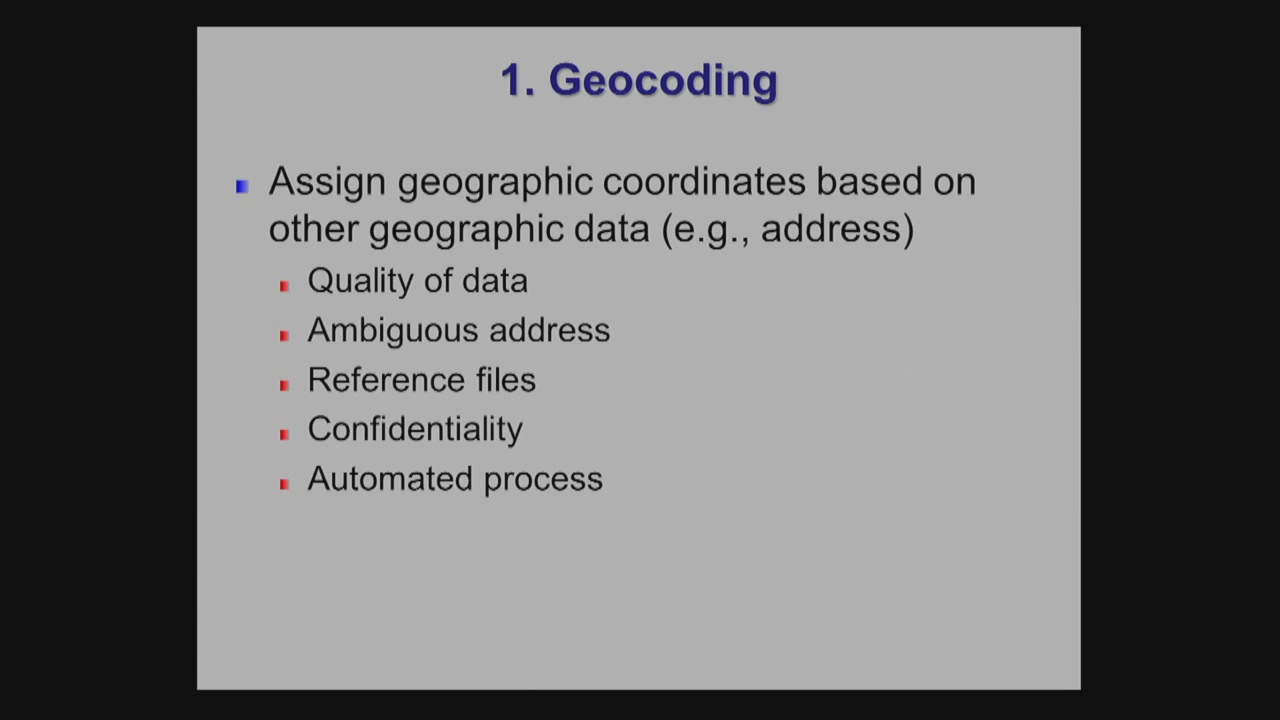 1. Geocoding
Assign geographic coordinates based on
other geographic data (e.g., address)
Quality of data
Ambiguous address
Reference files
Confidentiality
Automated process